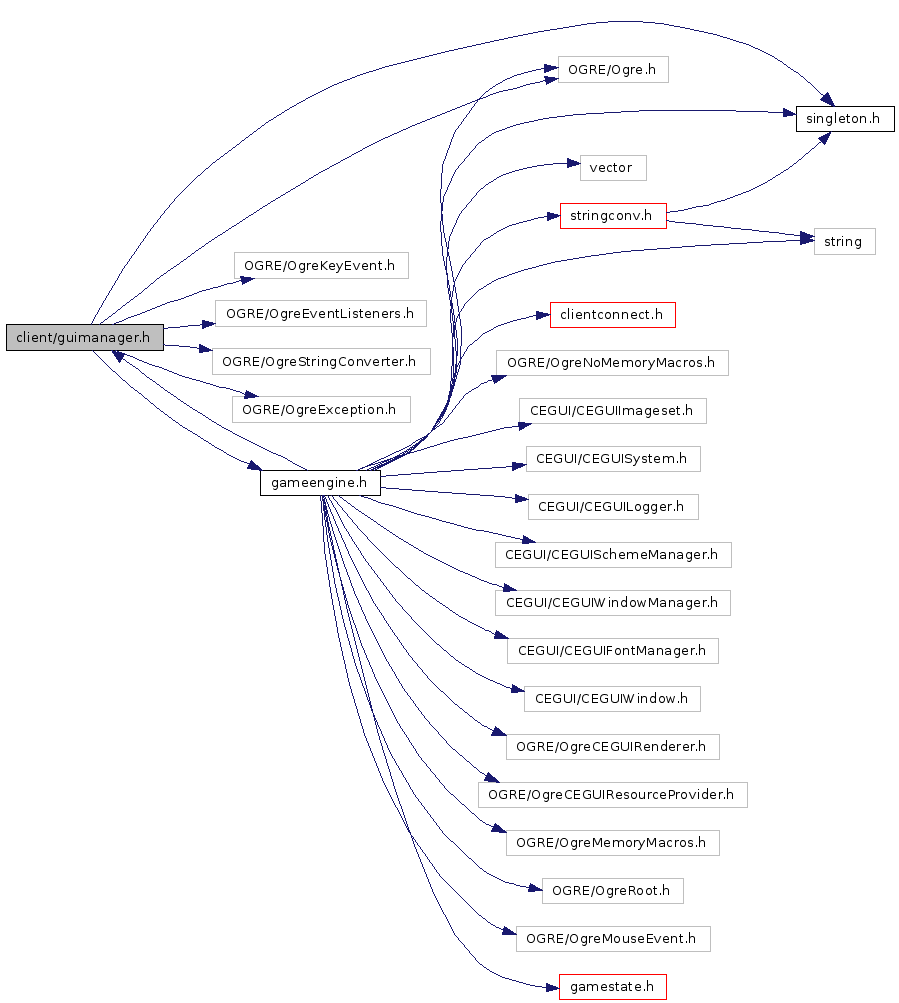 OGRE/Ogre.h
singleton.h
vector
stringconv.h
string
OGRE/OgreKeyEvent.h
OGRE/OgreEventListeners.h
clientconnect.h
client/guimanager.h
OGRE/OgreStringConverter.h
OGRE/OgreNoMemoryMacros.h
OGRE/OgreException.h
CEGUI/CEGUIImageset.h
CEGUI/CEGUISystem.h
gameengine.h
CEGUI/CEGUILogger.h
CEGUI/CEGUISchemeManager.h
CEGUI/CEGUIWindowManager.h
CEGUI/CEGUIFontManager.h
CEGUI/CEGUIWindow.h
OGRE/OgreCEGUIRenderer.h
OGRE/OgreCEGUIResourceProvider.h
OGRE/OgreMemoryMacros.h
OGRE/OgreRoot.h
OGRE/OgreMouseEvent.h
gamestate.h